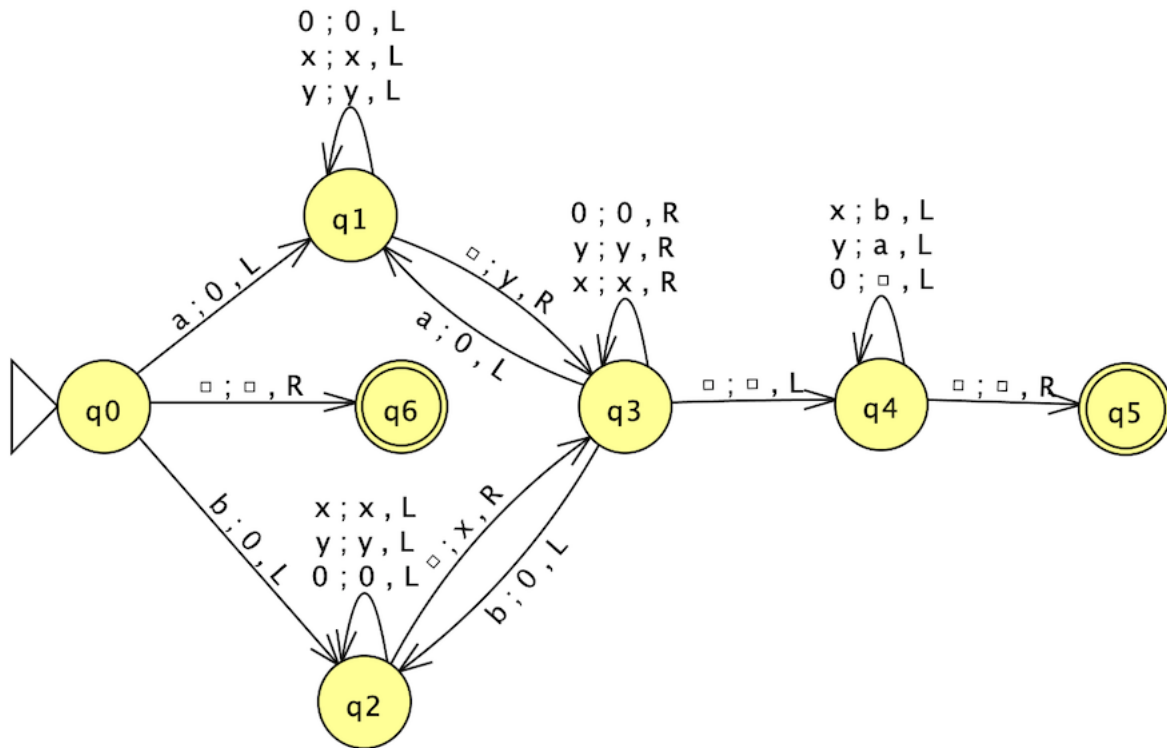 0 ; 0 , L
x ; x , L
y ; y , L
q1
0 ; 0 , R
y ; y , R
x ; x , R
x ; b , L
y ; a , L
0 ; □ , L
a ; 0 , L
□ ; y , R
a ; 0 , L
q0
□ ; □ , R
q6
q3
□ ; □ , L
q4
□ ; □ , R
q5
b ; 0 , L
x ; x , L
y ; y , L
0 ; 0 , L
□ ; x , R
b ; 0 , L
q2